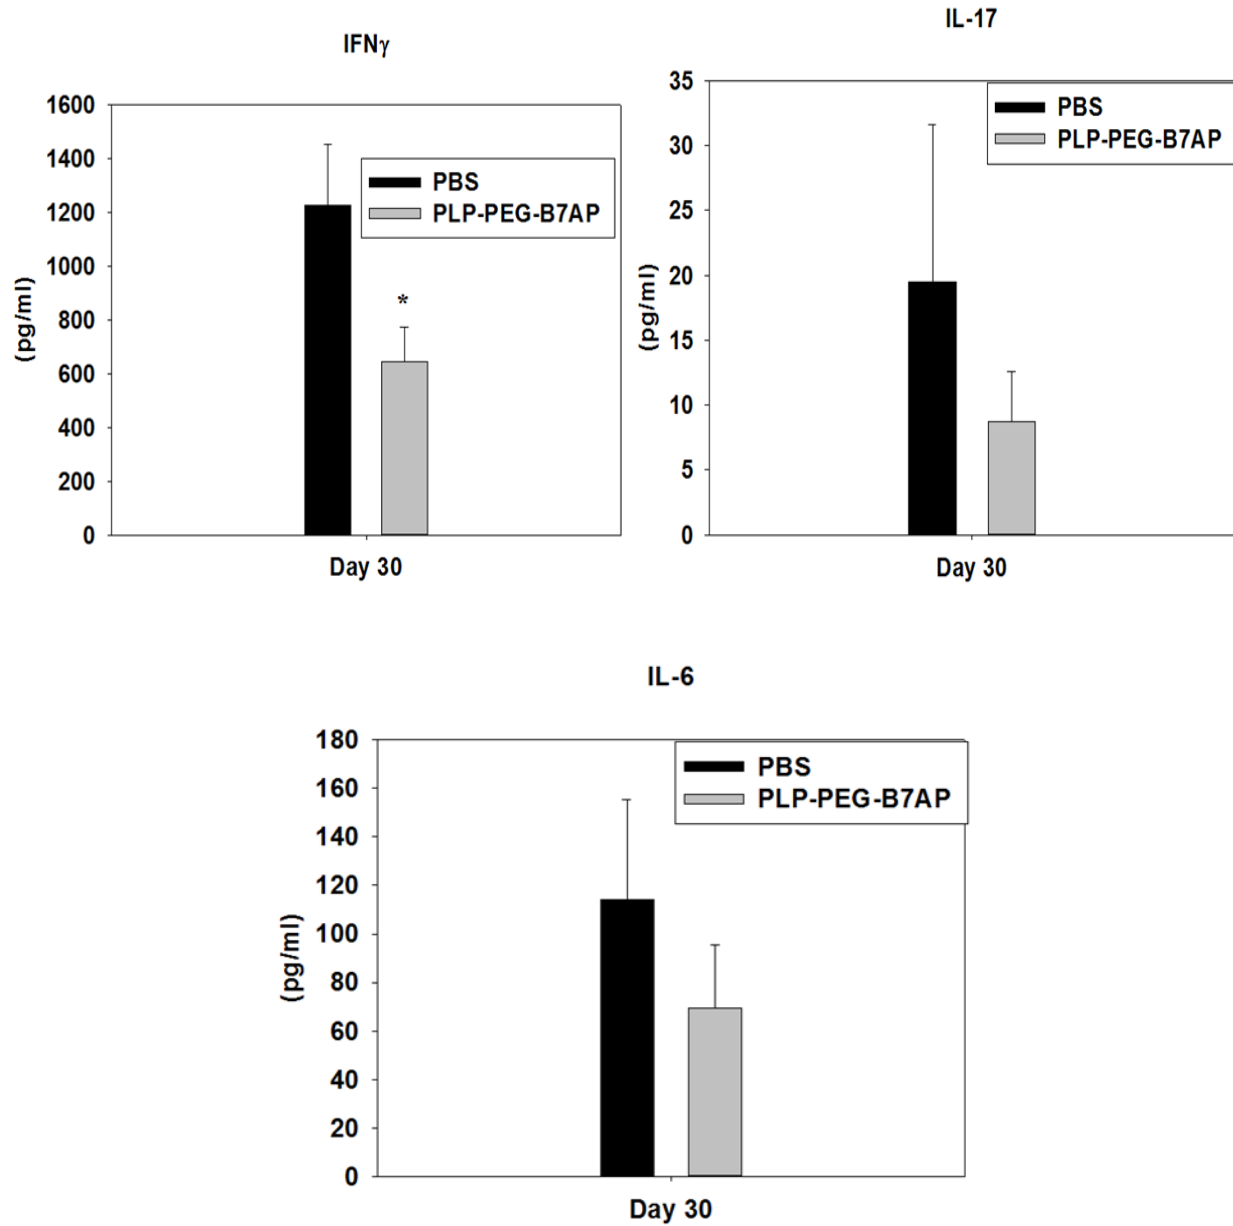 IFNγ
1600
1400
1200
1000
800
600
400
200
0
(pg/ml)
PBS
PLP-PEG-B7AP
*
Day 30
IL-17
35
30
25
20
15
10
5
0
(pg/ml)
PBS
PLP-PEG-B7AP
Day 30
IL-6
180
160
140
120
100
80
60
40
20
0
(pg/ml)
PBS
PLP-PEG-B7AP
Day 30